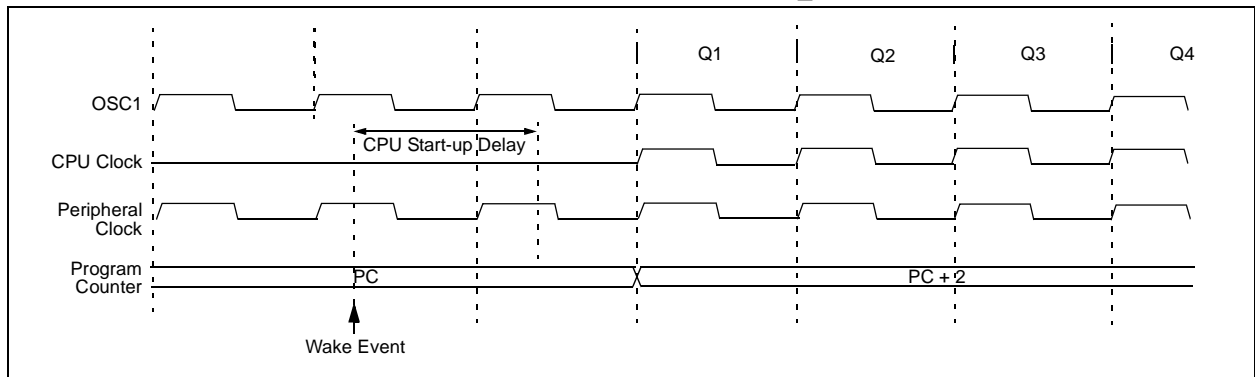 Q1 Q2 Q3 Q4
OSC1
CPU Start-up Delay
CPU Clock
Peripheral
Clock
Program
Counter
PC PC + 2
Wake Event